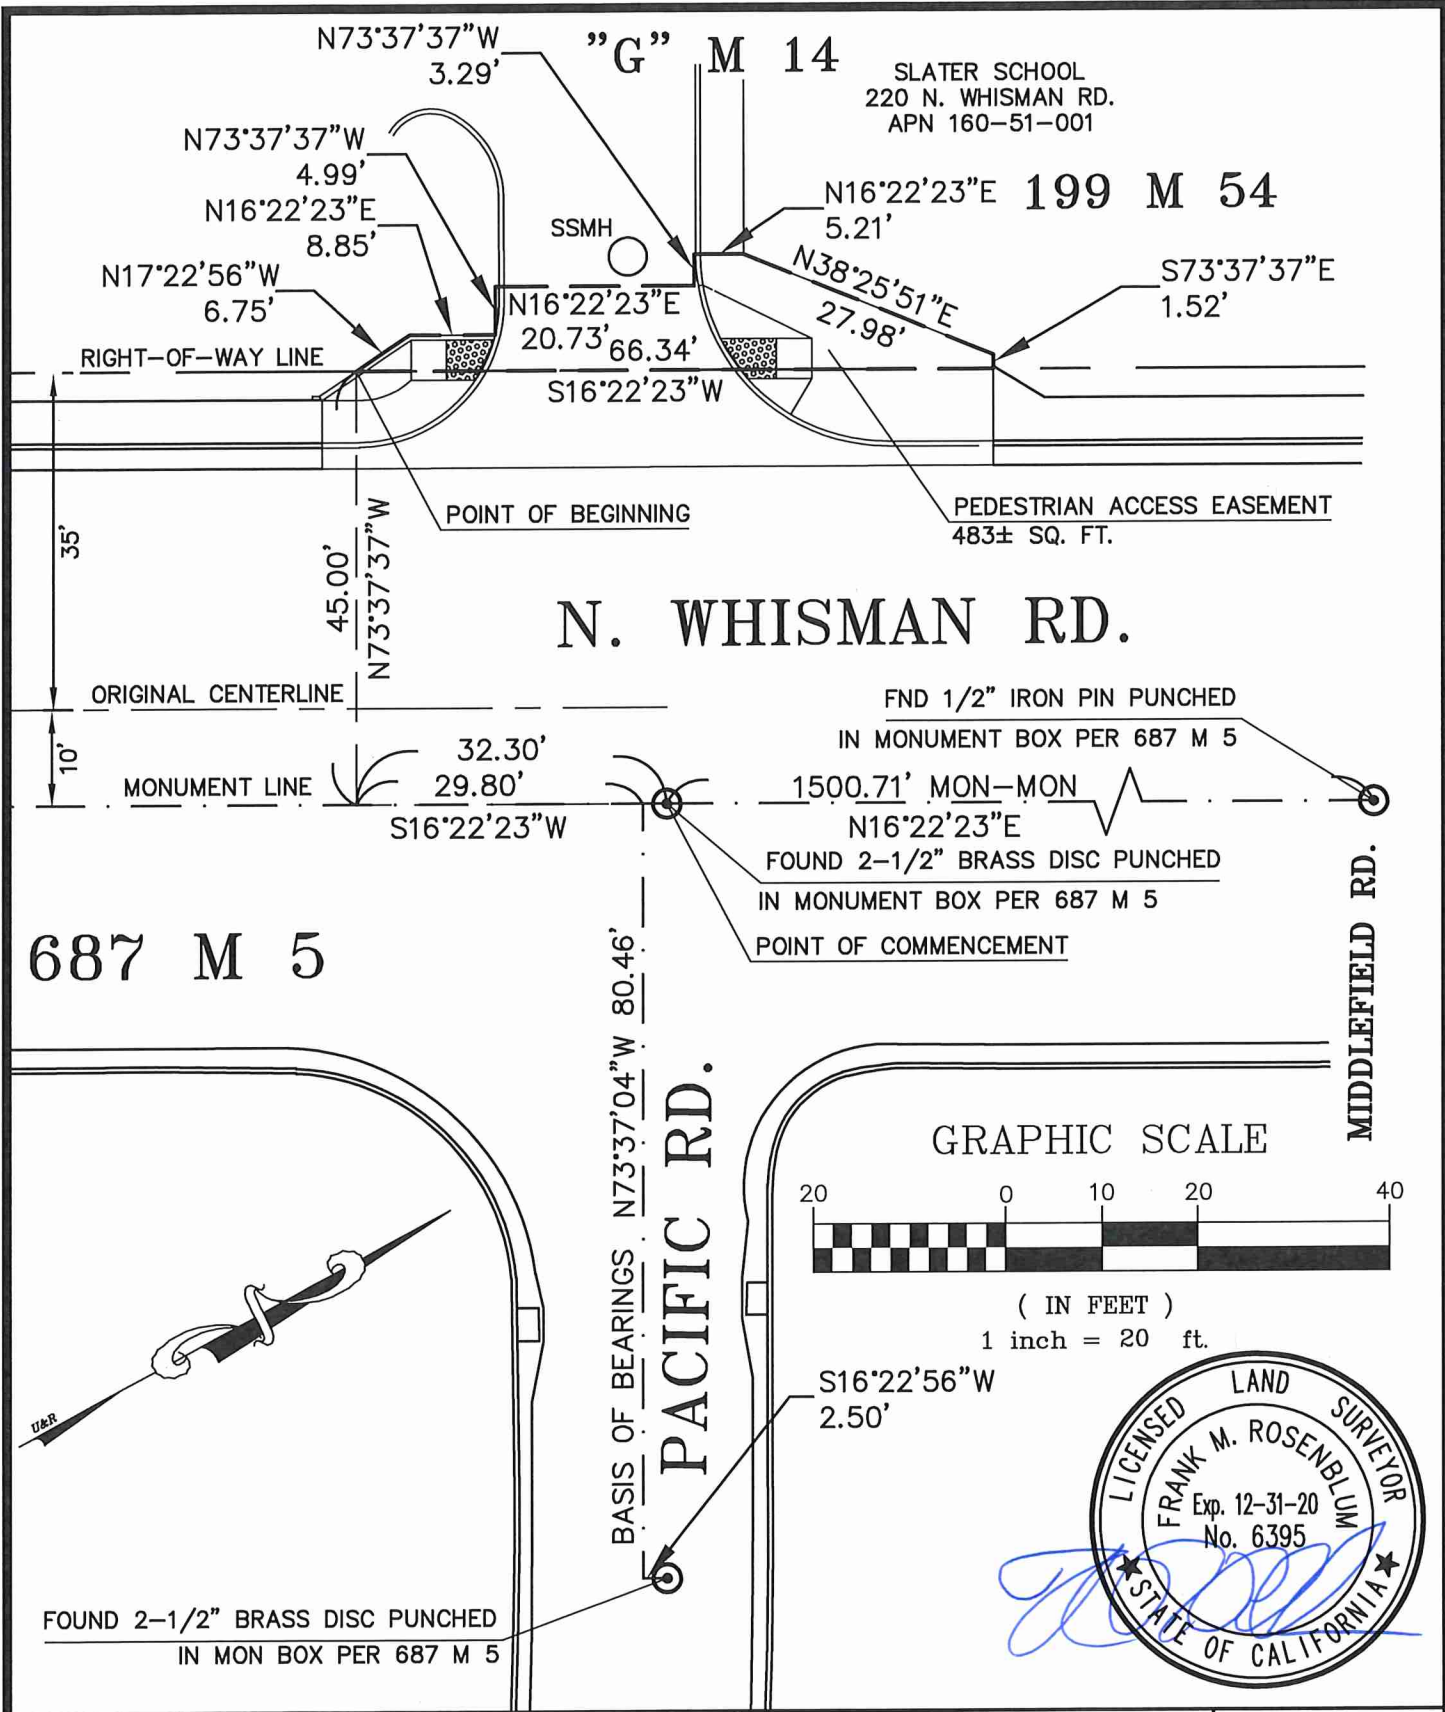 N73°37'37"W
3.29'
"G" M 14
SLATER SCHOOL
220 N. WHISMAN RD.
APN 160-51-001
N73°37'37"W
4.99'
N16°22'23"E
8.85'
SSMH
N16°22'23"E
5.21'
199 M 54
N17°22'56"W
6.75'
N38°25'51"E
27.98'
S73°37'37"E
1.52'
N16°22'23"E
20.73'
66.34'
S16°22'23"W
RIGHT-OF-WAY LINE
POINT OF BEGINNING
PEDESTRIAN ACCESS EASEMENT
483± SQ. FT.
35'
45.00'
N73°37'37"W
N. WHISMAN RD.
ORIGINAL CENTERLINE
10'
MONUMENT LINE
32.30'
29.80'
S16°22'23"W
FND 1/2" IRON PIN PUNCHED
IN MONUMENT BOX PER 687 M 5
1500.71' MON-MON
N16°22'23"E
FOUND 2-1/2" BRASS DISC PUNCHED
IN MONUMENT BOX PER 687 M 5
POINT OF COMMENCEMENT
687 M 5
MIDDLEFIELD RD.
BASIS OF BEARINGS N73°37'04"W 80.46'
PACIFIC RD.
GRAPHIC SCALE
20 0 10 20 40
( IN FEET )
1 inch = 20 ft.
U&R
S16°22'56"W
2.50'
LICENSED LAND SURVEYOR
FRANK M. ROSENBLUM
Exp. 12-31-20
No. 6395
STATE OF CALIFORNIA
FOUND 2-1/2" BRASS DISC PUNCHED
IN MON BOX PER 687 M 5